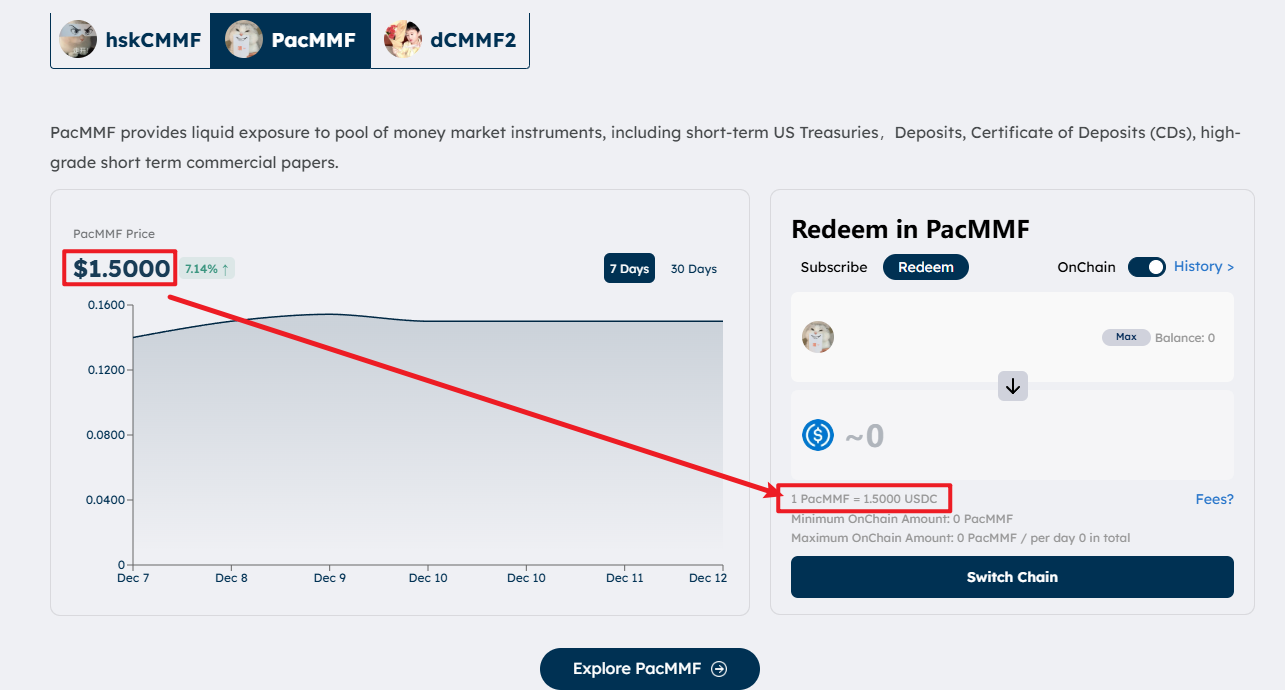 hskCMMF PacMMF dCMMF2
PacMMF provides liquid exposure to pool of money market instruments, including short-term US Treasuries，Deposits, Certificate of Deposits (CDs), high-
grade short term commercial papers.
PacMMF Price
$1.5000 7.14% ↑
7 Days 30 Days
0.1600
0.1200
0.0800
0.0400
0
Dec 7 Dec 8 Dec 9 Dec 10 Dec 10 Dec 11 Dec 12
Redeem in PacMMF
Subscribe Redeem OnChain History >
Max Balance: 0
~0
1 PacMMF = 1.5000 USDC Fees?
Minimum OnChain Amount: 0 PacMMF
Maximum OnChain Amount: 0 PacMMF / per day 0 in total
Switch Chain
Explore PacMMF